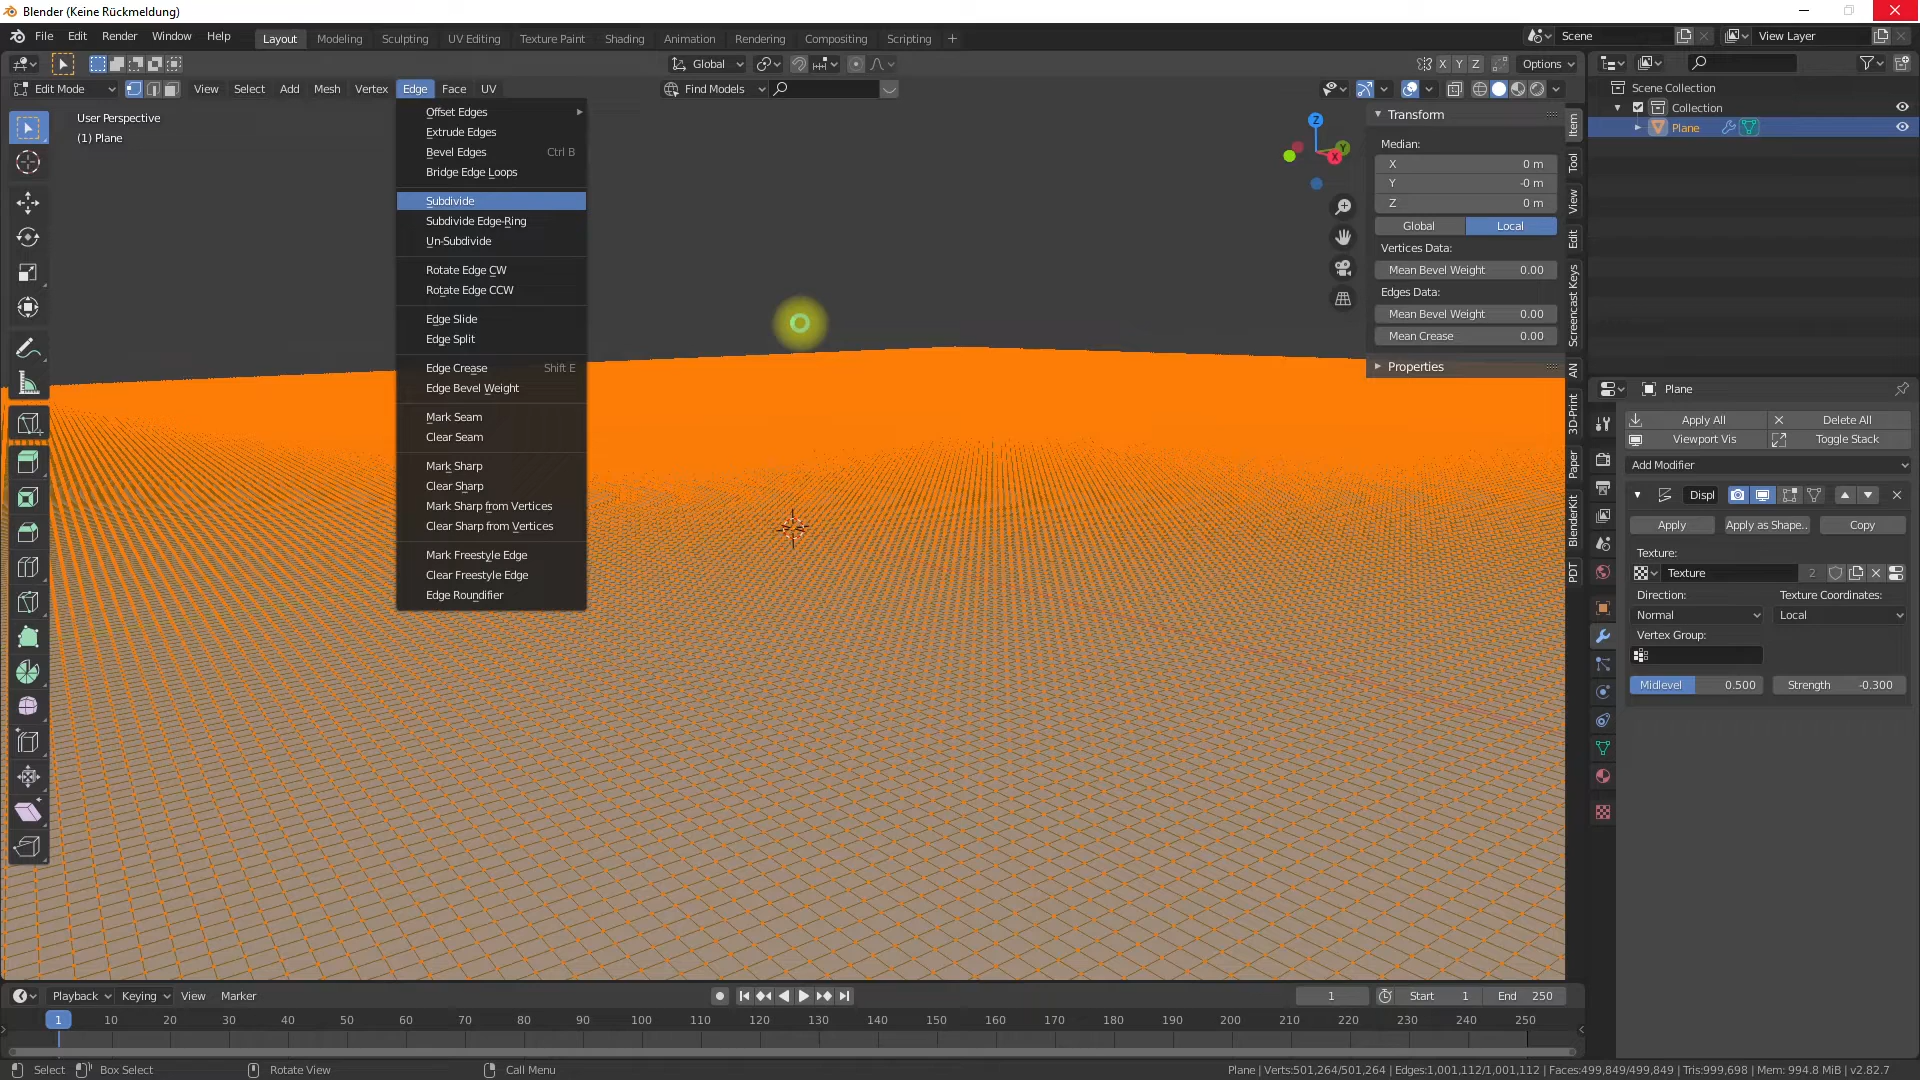 Blender (Keine Rückmeldung)
File Edit Render Window Help Layout Modeling Sculpting UV Editing Texture Paint Shading Animation Rendering Compositing Scripting + Scene View Layer
Global X Y Z Options
Edit Mode View Select Add Mesh Vertex Edge Face UV Find Models
User Perspective
(1) Plane
Offset Edges
Extrude Edges
Bevel Edges Ctrl B
Bridge Edge Loops
Subdivide
Subdivide Edge-Ring
Un-Subdivide
Rotate Edge CW
Rotate Edge CCW
Edge Slide
Edge Split
Edge Crease Shift E
Edge Bevel Weight
Mark Seam
Clear Seam
Mark Sharp
Clear Sharp
Mark Sharp from Vertices
Clear Sharp from Vertices
Mark Freestyle Edge
Clear Freestyle Edge
Edge Roundifier
Z Y X
Transform
Median:
X 0 m
Y -0 m
Z 0 m
Global Local
Vertices Data:
Mean Bevel Weight 0.00
Edges Data:
Mean Bevel Weight 0.00
Mean Crease 0.00
Properties
Item
Tool
View
Edit
Screencast Keys
AN
3D-Print
Paper
BlenderKit
PDT
Scene Collection
Collection
Plane
Plane
Apply All Delete All
Viewport Vis Toggle Stack
Add Modifier
Displ
Apply Apply as Shape.. Copy
Texture:
Texture 2
Direction: Texture Coordinates:
Normal Local
Vertex Group:
Midlevel 0.500 Strength -0.300
Playback Keying View Marker 1 Start 1 End 250
1 10 20 30 40 50 60 70 80 90 100 110 120 130 140 150 160 170 180 190 200 210 220 230 240 250
Select Box Select Rotate View Call Menu Plane | Verts:501,264/501,264 | Edges:1,001,112/1,001,112 | Faces:499,849/499,849 | Tris:999,698 | Mem: 994.8 MiB | v2.82.7